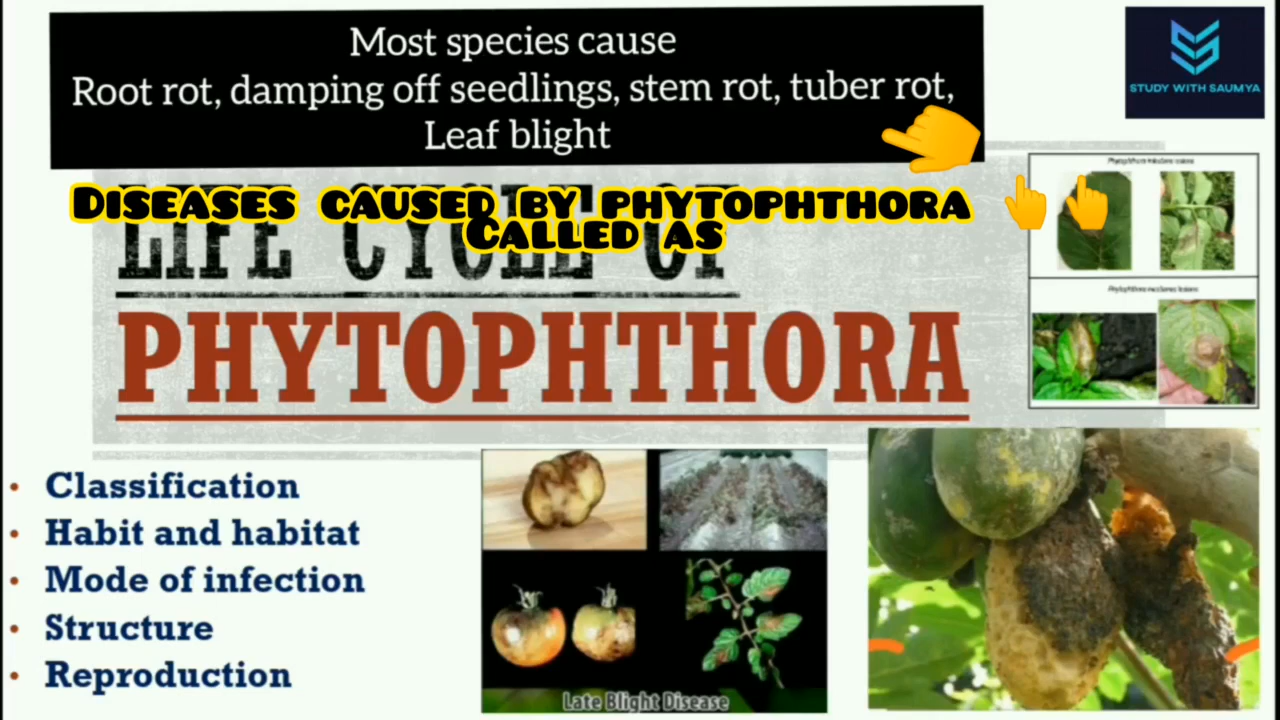 Most species cause
Root rot, damping off seedlings, stem rot, tuber rot,
Leaf blight
STUDY WITH SAUMYA
DISEASES CAUSED BY PHYTOPHTHORA
CALLED AS
LIFE CYCLE OF
PHYTOPHTHORA
• Classification
• Habit and habitat
• Mode of infection
• Structure
• Reproduction
Late Blight Disease